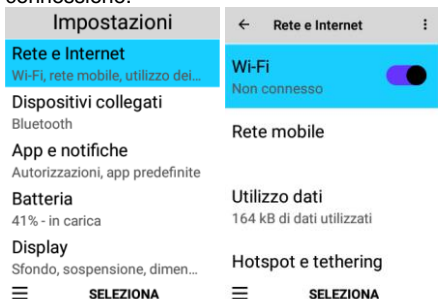 connessione.
Impostazioni
Rete e Internet
Wi-Fi, rete mobile, utilizzo dei...
Dispositivi collegati
Bluetooth
App e notifiche
Autorizzazioni, app predefinite
Batteria
41% - in carica
Display
Sfondo, sospensione, dimen...
SELEZIONA
Rete e Internet
Wi-Fi
Non connesso
Rete mobile
Utilizzo dati
164 kB di dati utilizzati
Hotspot e tethering
SELEZIONA